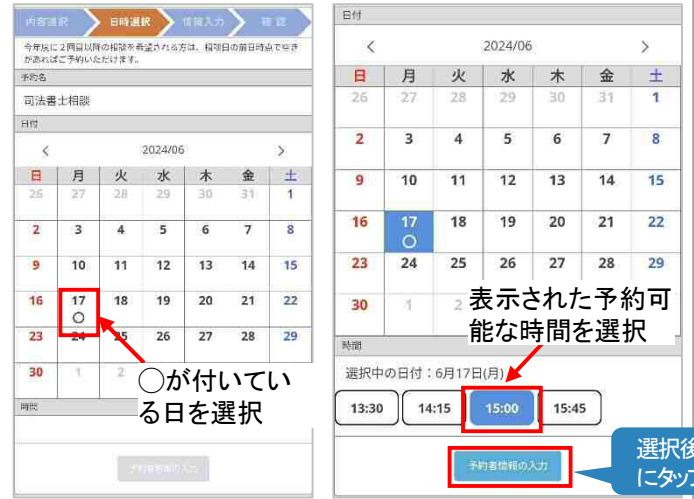 内容選択 日時選択 情報入力 確認
今年度に2回目以降の相談を希望される方は、相談日の前日時点で空き
があればご予約いただけます。
予約名
司法書士相談
日付
< 2024/06 >
日 月 火 水 木 金 土
26 27 28 29 30 31 1
2 3 4 5 6 7 8
9 10 11 12 13 14 15
16 17 18 19 20 21 22
○
23 24 25 26 27 28 29
30 1 2
◯が付いてい
る日を選択
時間
予約者情報の入力
日付
< 2024/06 >
日 月 火 水 木 金 土
26 27 28 29 30 31 1
2 3 4 5 6 7 8
9 10 11 12 13 14 15
16 17 18 19 20 21 22
○
23 24 25 26 27 28 29
30 1 2
表示された予約可
能な時間を選択
時間
選択中の日付：6月17日(月)
13:30 14:15 15:00 15:45
予約者情報の入力
選択後
にタッ